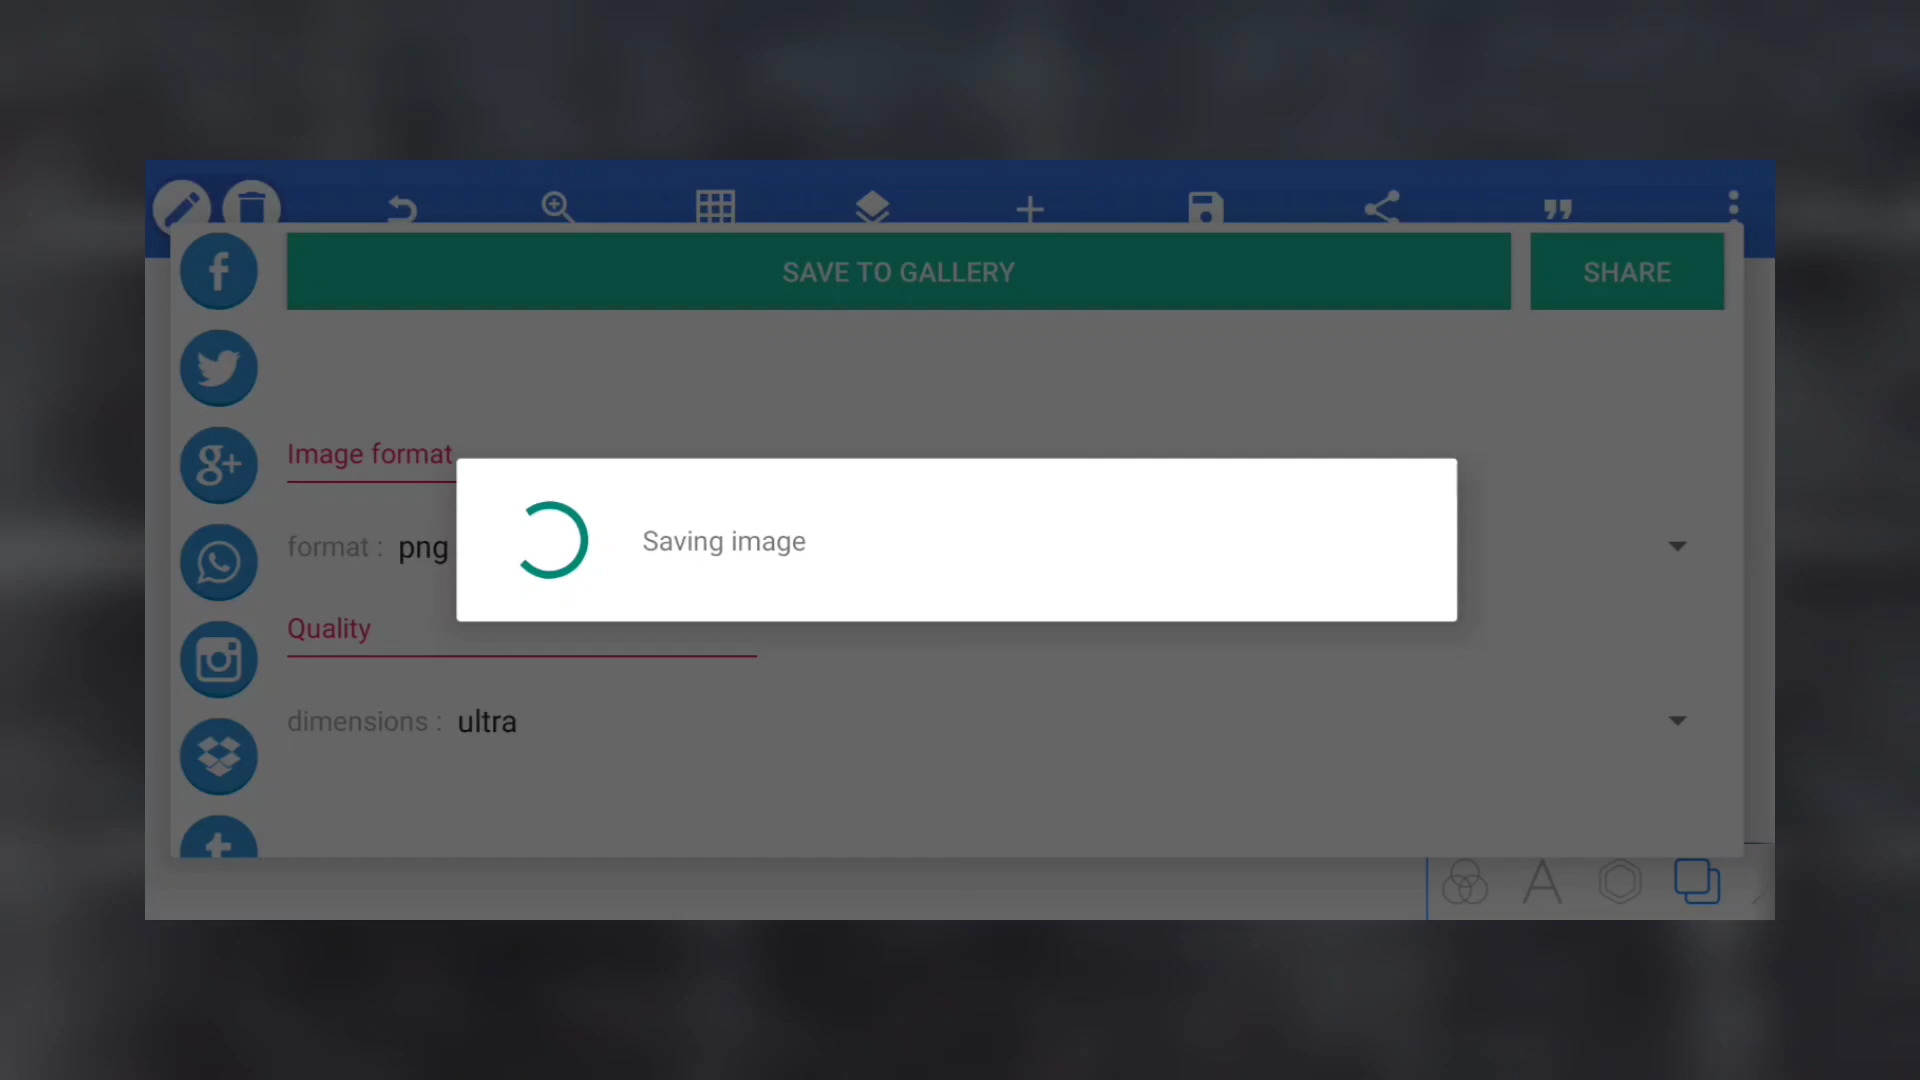 SAVE TO GALLERY
SHARE
Image format
format : png
Saving image
Quality
dimensions : ultra